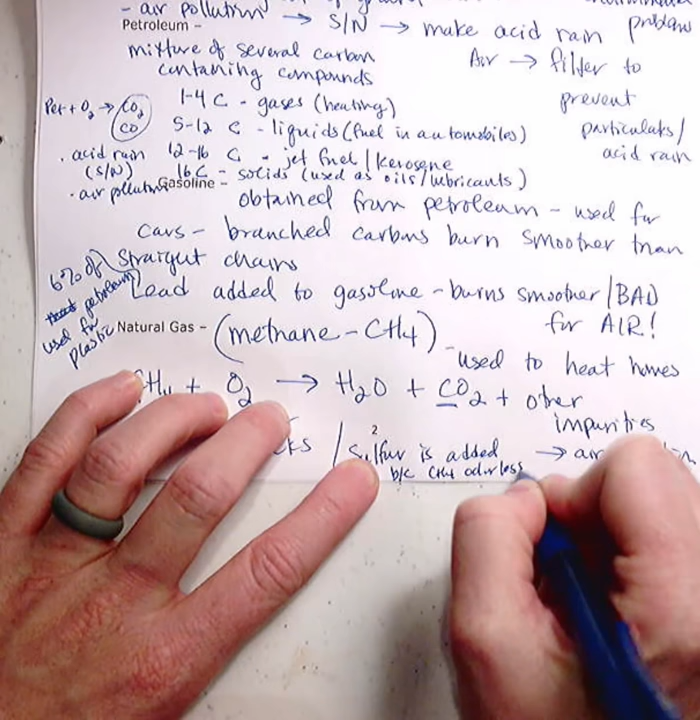 - air pollution → S/N → make acid rain problems
Petroleum -
mixture of several carbon
containing compounds
Air → filter to
prevent
particulates/
acid rain
Pet + O2 → CO2
CO
. acid rain
(S/N)
. air pollution
1-4 C - gases (heating)
5-12 C - liquids (fuel in automobiles)
12-16 C - jet fuel / kerosene
16 C - solids (used as oils/lubricants)
Gasoline -
obtained from petroleum - used for
cars - branched carbons burn smoother than
straight chains
6% of
petroleum
used for
plastic
Lead added to gasoline - burns smoother / BAD
for AIR!
Natural Gas - (methane - CH4)
- used to heat homes
CH4 + O2 → H2O + CO2 + other
impurities
/ Sulfur is added → air
b/c CH4 odorless
2